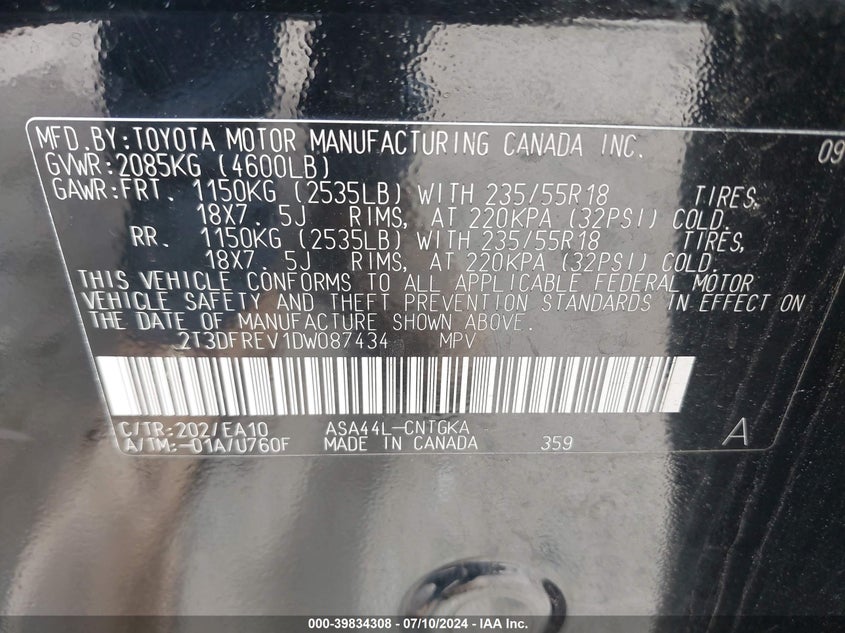 MFD.BY:TOYOTA MOTOR MANUFACTURING CANADA INC. 09
GVWR:2085KG (4600LB)
GAWR:FRT. 1150KG (2535LB) WITH 235/55R18 TIRES,
18X7.5J RIMS, AT 220KPA (32PSI) COLD.
RR. 1150KG (2535LB) WITH 235/55R18 TIRES,
18X7.5J RIMS, AT 220KPA (32PSI) COLD.
THIS VEHICLE CONFORMS TO ALL APPLICABLE FEDERAL MOTOR
VEHICLE SAFETY AND THEFT PREVENTION STANDARDS IN EFFECT ON
THE DATE OF MANUFACTURE SHOWN ABOVE.
2T3DFREV1DW087434 MPV
C/TR:202/EA10 ASA44L-CNTGKA
A/TM:-01A/U760F MADE IN CANADA 359 A
000-39834308 - 07/10/2024 - IAA Inc.